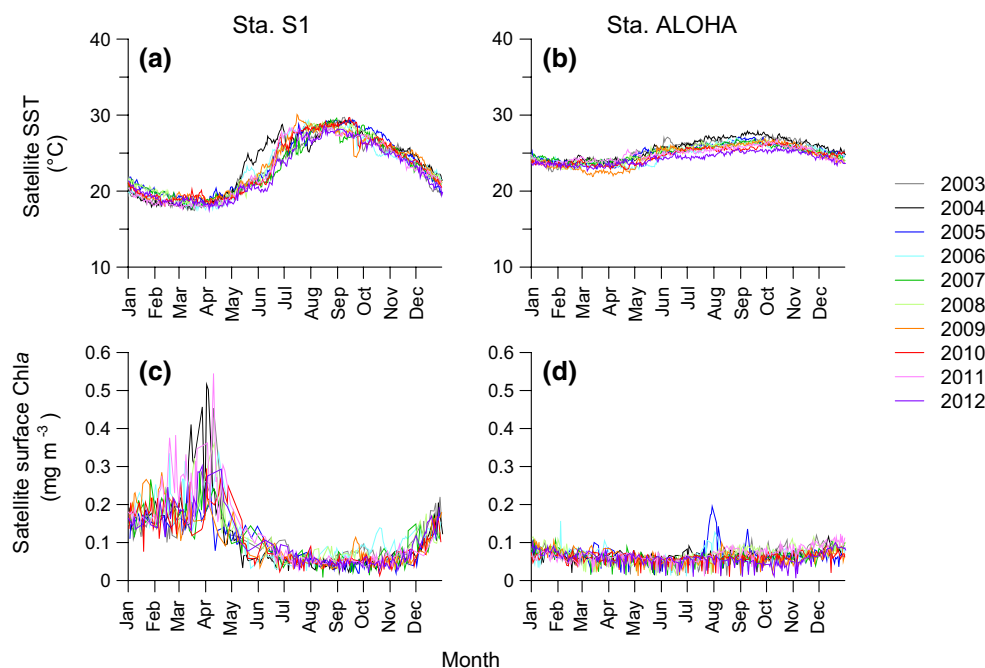 Sta. S1
Sta. ALOHA
(a)
(b)
Satellite SST
(°C)
40
30
20
10
Jan
Feb
Mar
Apr
May
Jun
Jul
Aug
Sep
Oct
Nov
Dec
40
30
20
10
Jan
Feb
Mar
Apr
May
Jun
Jul
Aug
Sep
Oct
Nov
Dec
2003
2004
2005
2006
2007
2008
2009
2010
2011
2012
(c)
(d)
Satellite surface Chla
(mg m⁻³)
0.6
0.5
0.4
0.3
0.2
0.1
0
Jan
Feb
Mar
Apr
May
Jun
Jul
Aug
Sep
Oct
Nov
Dec
0.6
0.5
0.4
0.3
0.2
0.1
0
Jan
Feb
Mar
Apr
May
Jun
Jul
Aug
Sep
Oct
Nov
Dec
Month